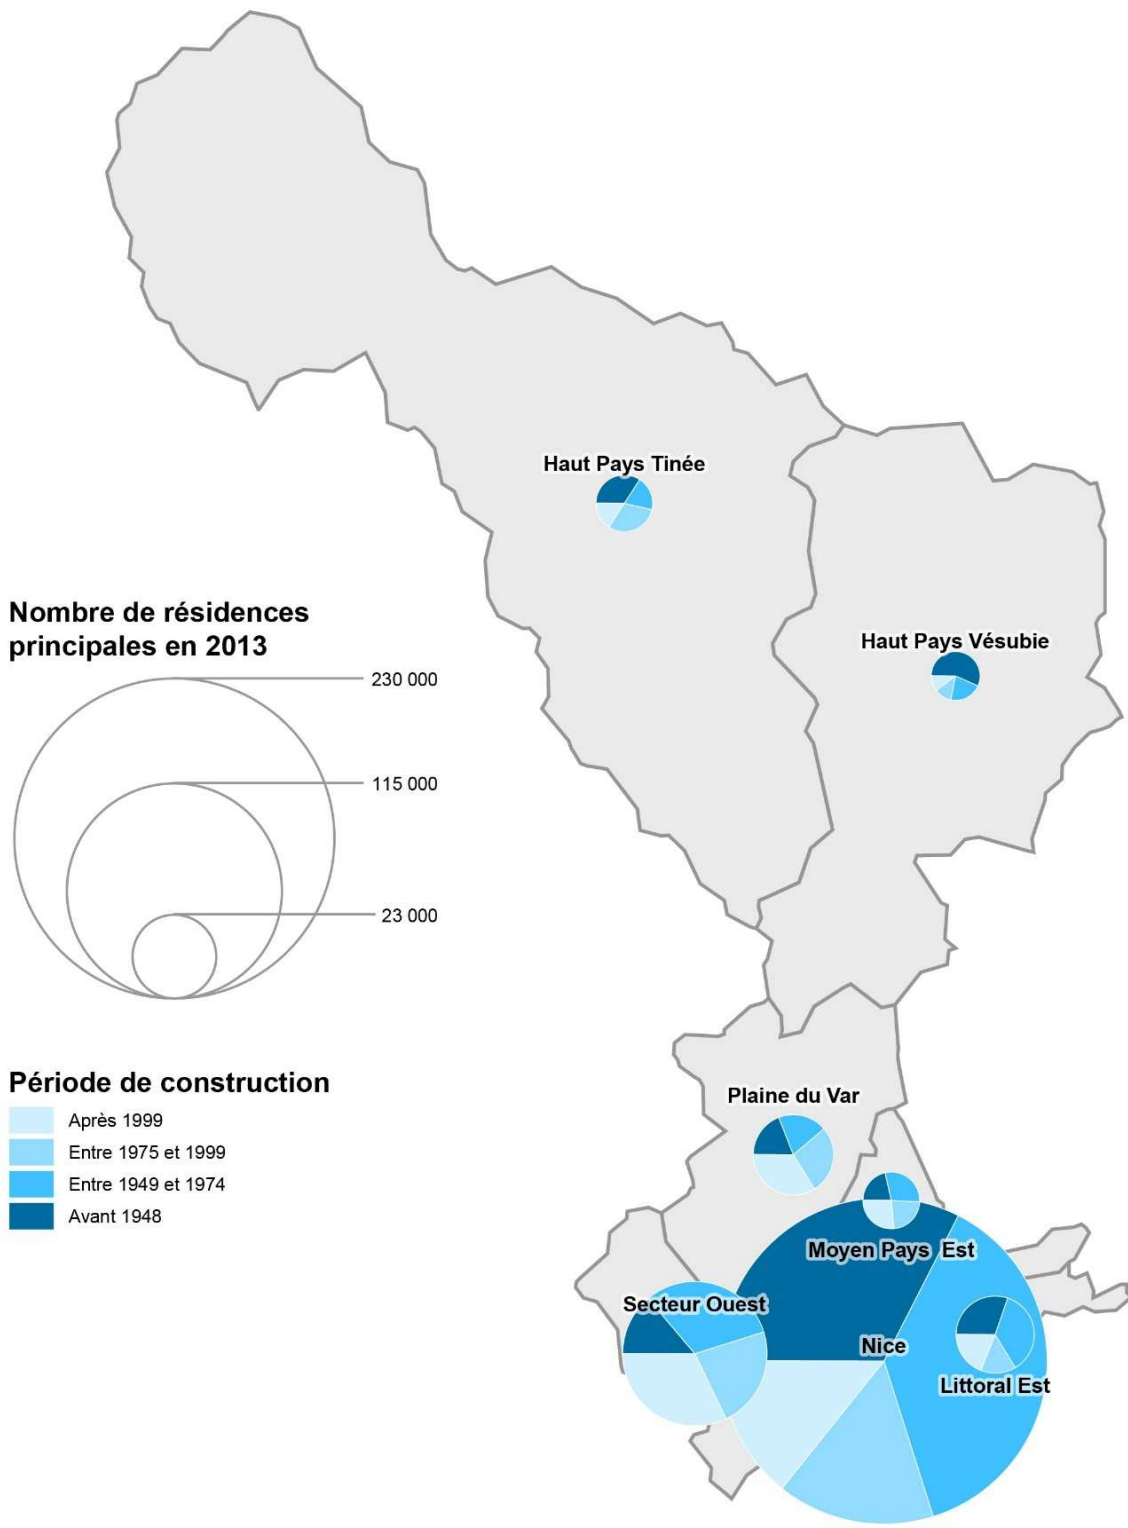 Haut Pays Tinée
Haut Pays Vésubie
Nombre de résidences
principales en 2013
230 000
115 000
23 000
Période de construction
Après 1999
Entre 1975 et 1999
Entre 1949 et 1974
Avant 1948
Plaine du Var
Moyen Pays Est
Secteur Ouest
Nice
Littoral Est